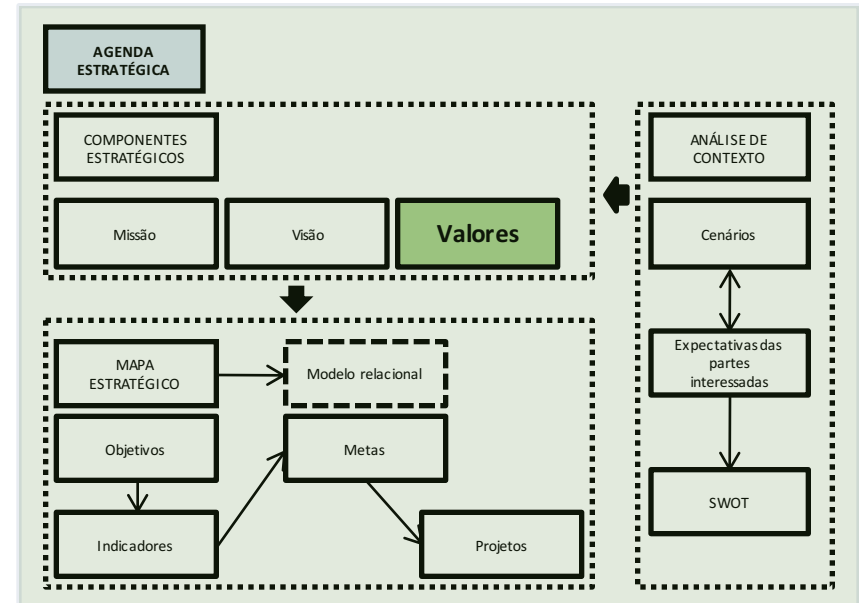 AGENDA
ESTRATÉGICA
COMPONENTES
ESTRATÉGICOS
Missão
Visão
Valores
MAPA
ESTRATÉGICO
Modelo relacional
Objetivos
Metas
Indicadores
Projetos
ANÁLISE DE
CONTEXTO
Cenários
Expectativas das
partes
interessadas
SWOT